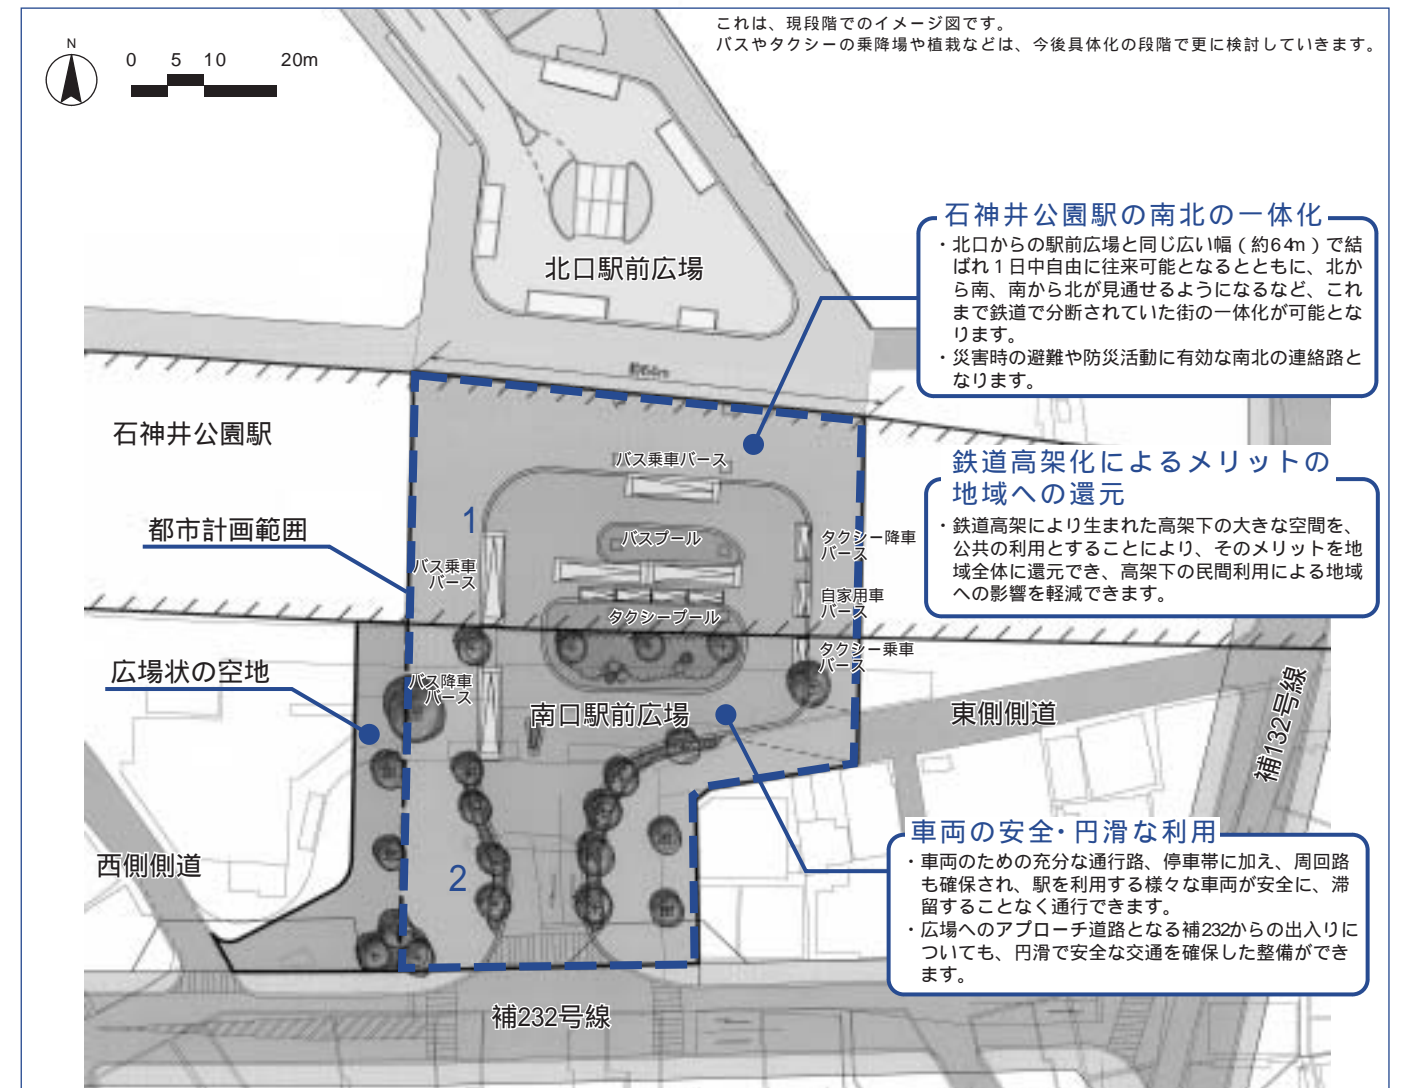 これは、現段階でのイメージ図です。
バスやタクシーの乗降場や植栽などは、今後具体化の段階で更に検討していきます。
N
0 5 10 20m
北口駅前広場
約64m
石神井公園駅の南北の一体化
・北口からの駅前広場と同じ広い幅（約64m）で結
ばれ１日中自由に往来可能となるとともに、北か
ら南、南から北が見通せるようになるなど、これ
まで鉄道で分断されていた街の一体化が可能とな
ります。
・災害時の避難や防災活動に有効な南北の連絡路と
なります。
石神井公園駅
都市計画範囲
1
バス乗車バース
バス乗車
バース
バスプール
タクシープール
タクシー降車
バース
自家用車
バース
タクシー乗車
バース
鉄道高架化によるメリットの
地域への還元
・鉄道高架により生まれた高架下の大きな空間を、
公共の利用とすることにより、そのメリットを地
域全体に還元でき、高架下の民間利用による地域
への影響を軽減できます。
広場状の空地
バス降車
バース
南口駅前広場
東側側道
補132号線
西側側道
2
車両の安全・円滑な利用
・車両のための充分な通行路、停車帯に加え、周回路
も確保され、駅を利用する様々な車両が安全に、滞
留することなく通行できます。
・広場へのアプローチ道路となる補232からの出入りに
ついても、円滑で安全な交通を確保した整備ができ
ます。
補232号線